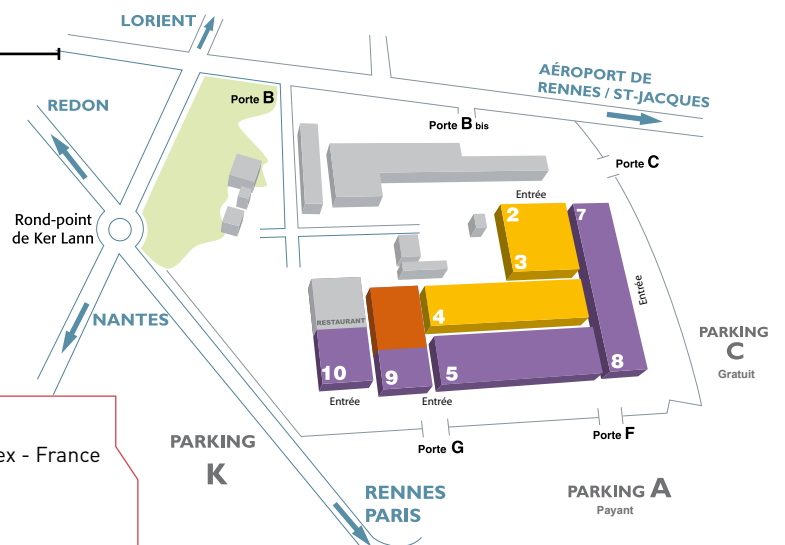 LORIENT
AÉROPORT DE
RENNES / ST-JACQUES
REDON
Porte B
Porte B bis
Porte C
Rond-point
de Ker Lann
Entrée
2
7
3
Entrée
NANTES
4
RESTAURANT
PARKING
C
Gratuit
10
9
5
8
Entrée
Entrée
PARKING
K
Porte G
Porte F
ex - France
RENNES
PARIS
PARKING A
Payant